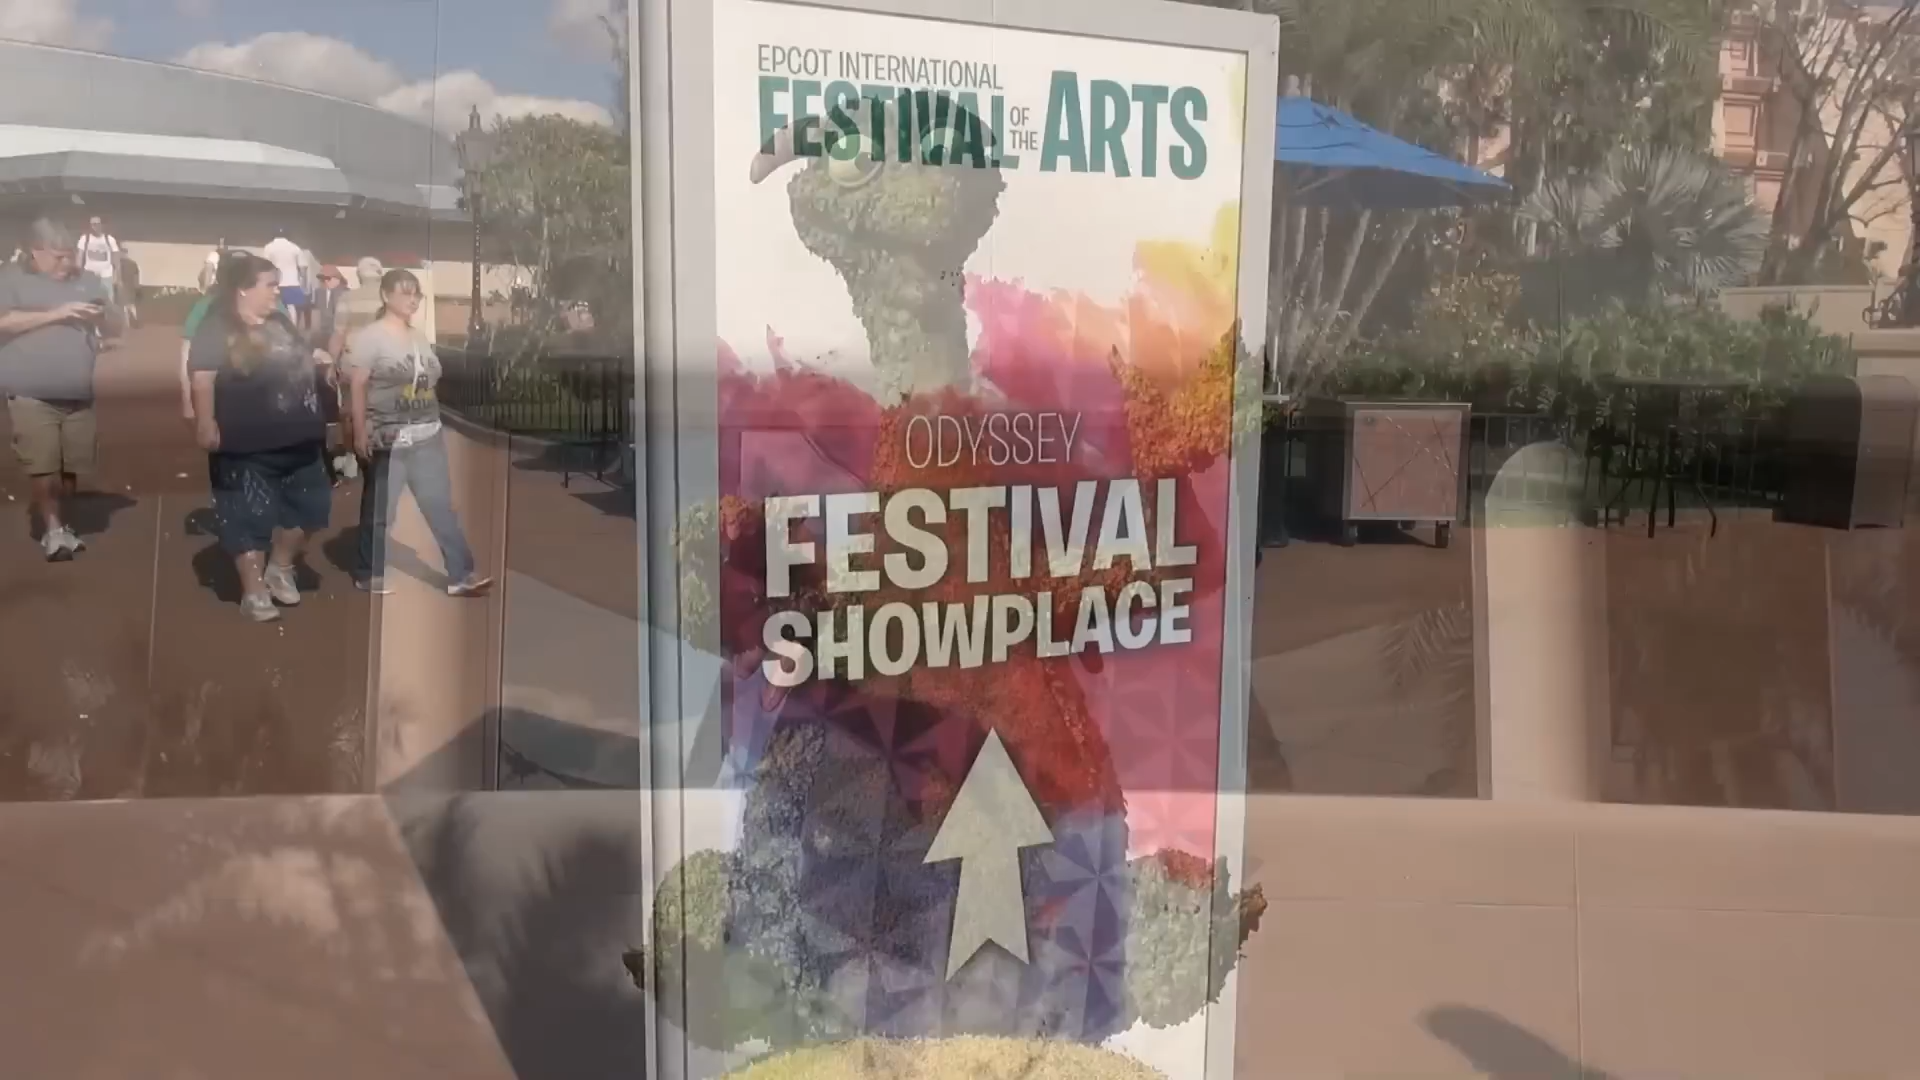 EPCOT INTERNATIONAL
FESTIVAL OF THE ARTS
ODYSSEY
FESTIVAL
SHOWPLACE